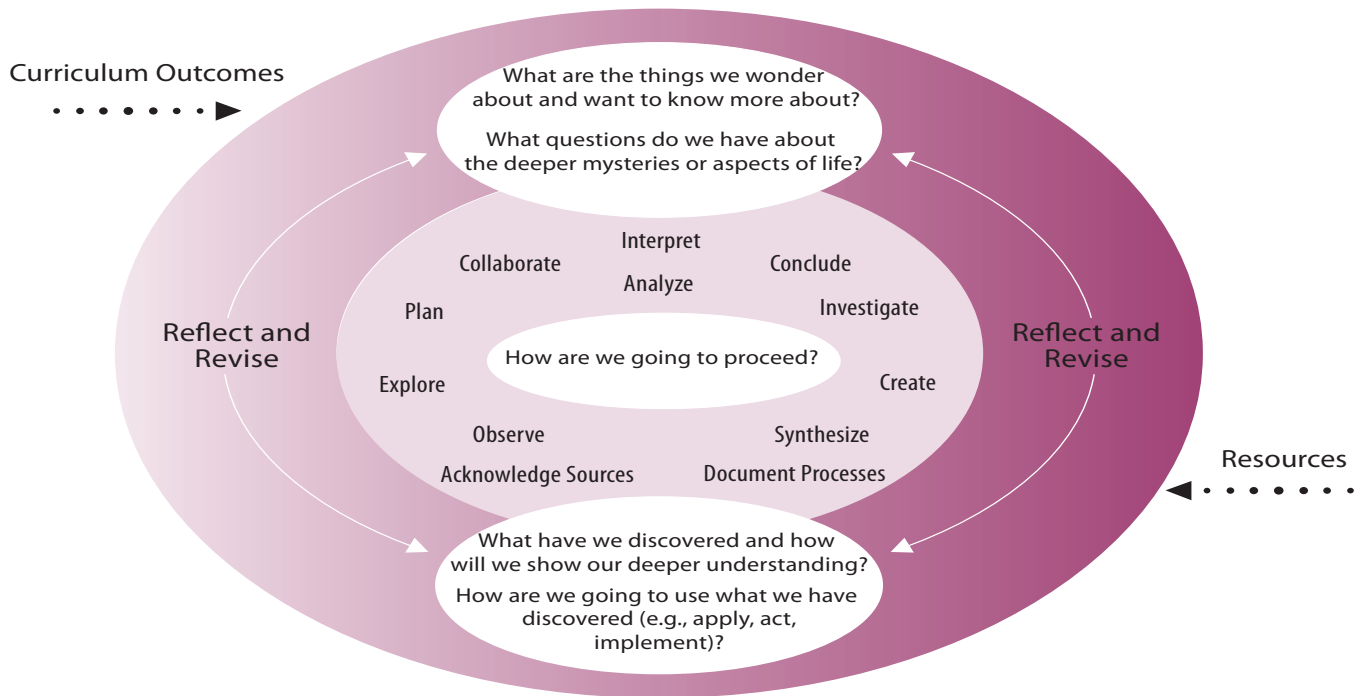 Curriculum Outcomes
What are the things we wonder
about and want to know more about?
What questions do we have about
the deeper mysteries or aspects of life?
Interpret
Collaborate
Conclude
Analyze
Plan
Investigate
Reflect and
Revise
How are we going to proceed?
Reflect and
Revise
Explore
Create
Observe
Synthesize
Acknowledge Sources
Document Processes
Resources
What have we discovered and how
will we show our deeper understanding?
How are we going to use what we have
discovered (e.g., apply, act,
implement)?